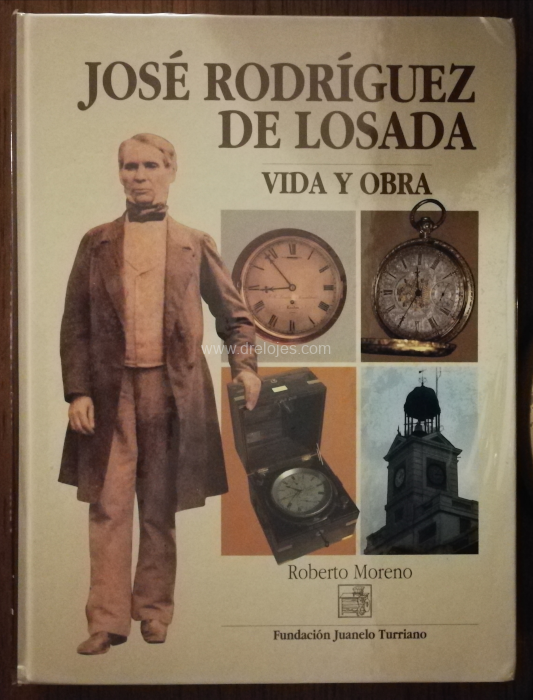 JOSÉ RODRÍGUEZ
DE LOSADA
VIDA Y OBRA
www.drelojes.com
Roberto Moreno
Fundación Juanelo Turriano